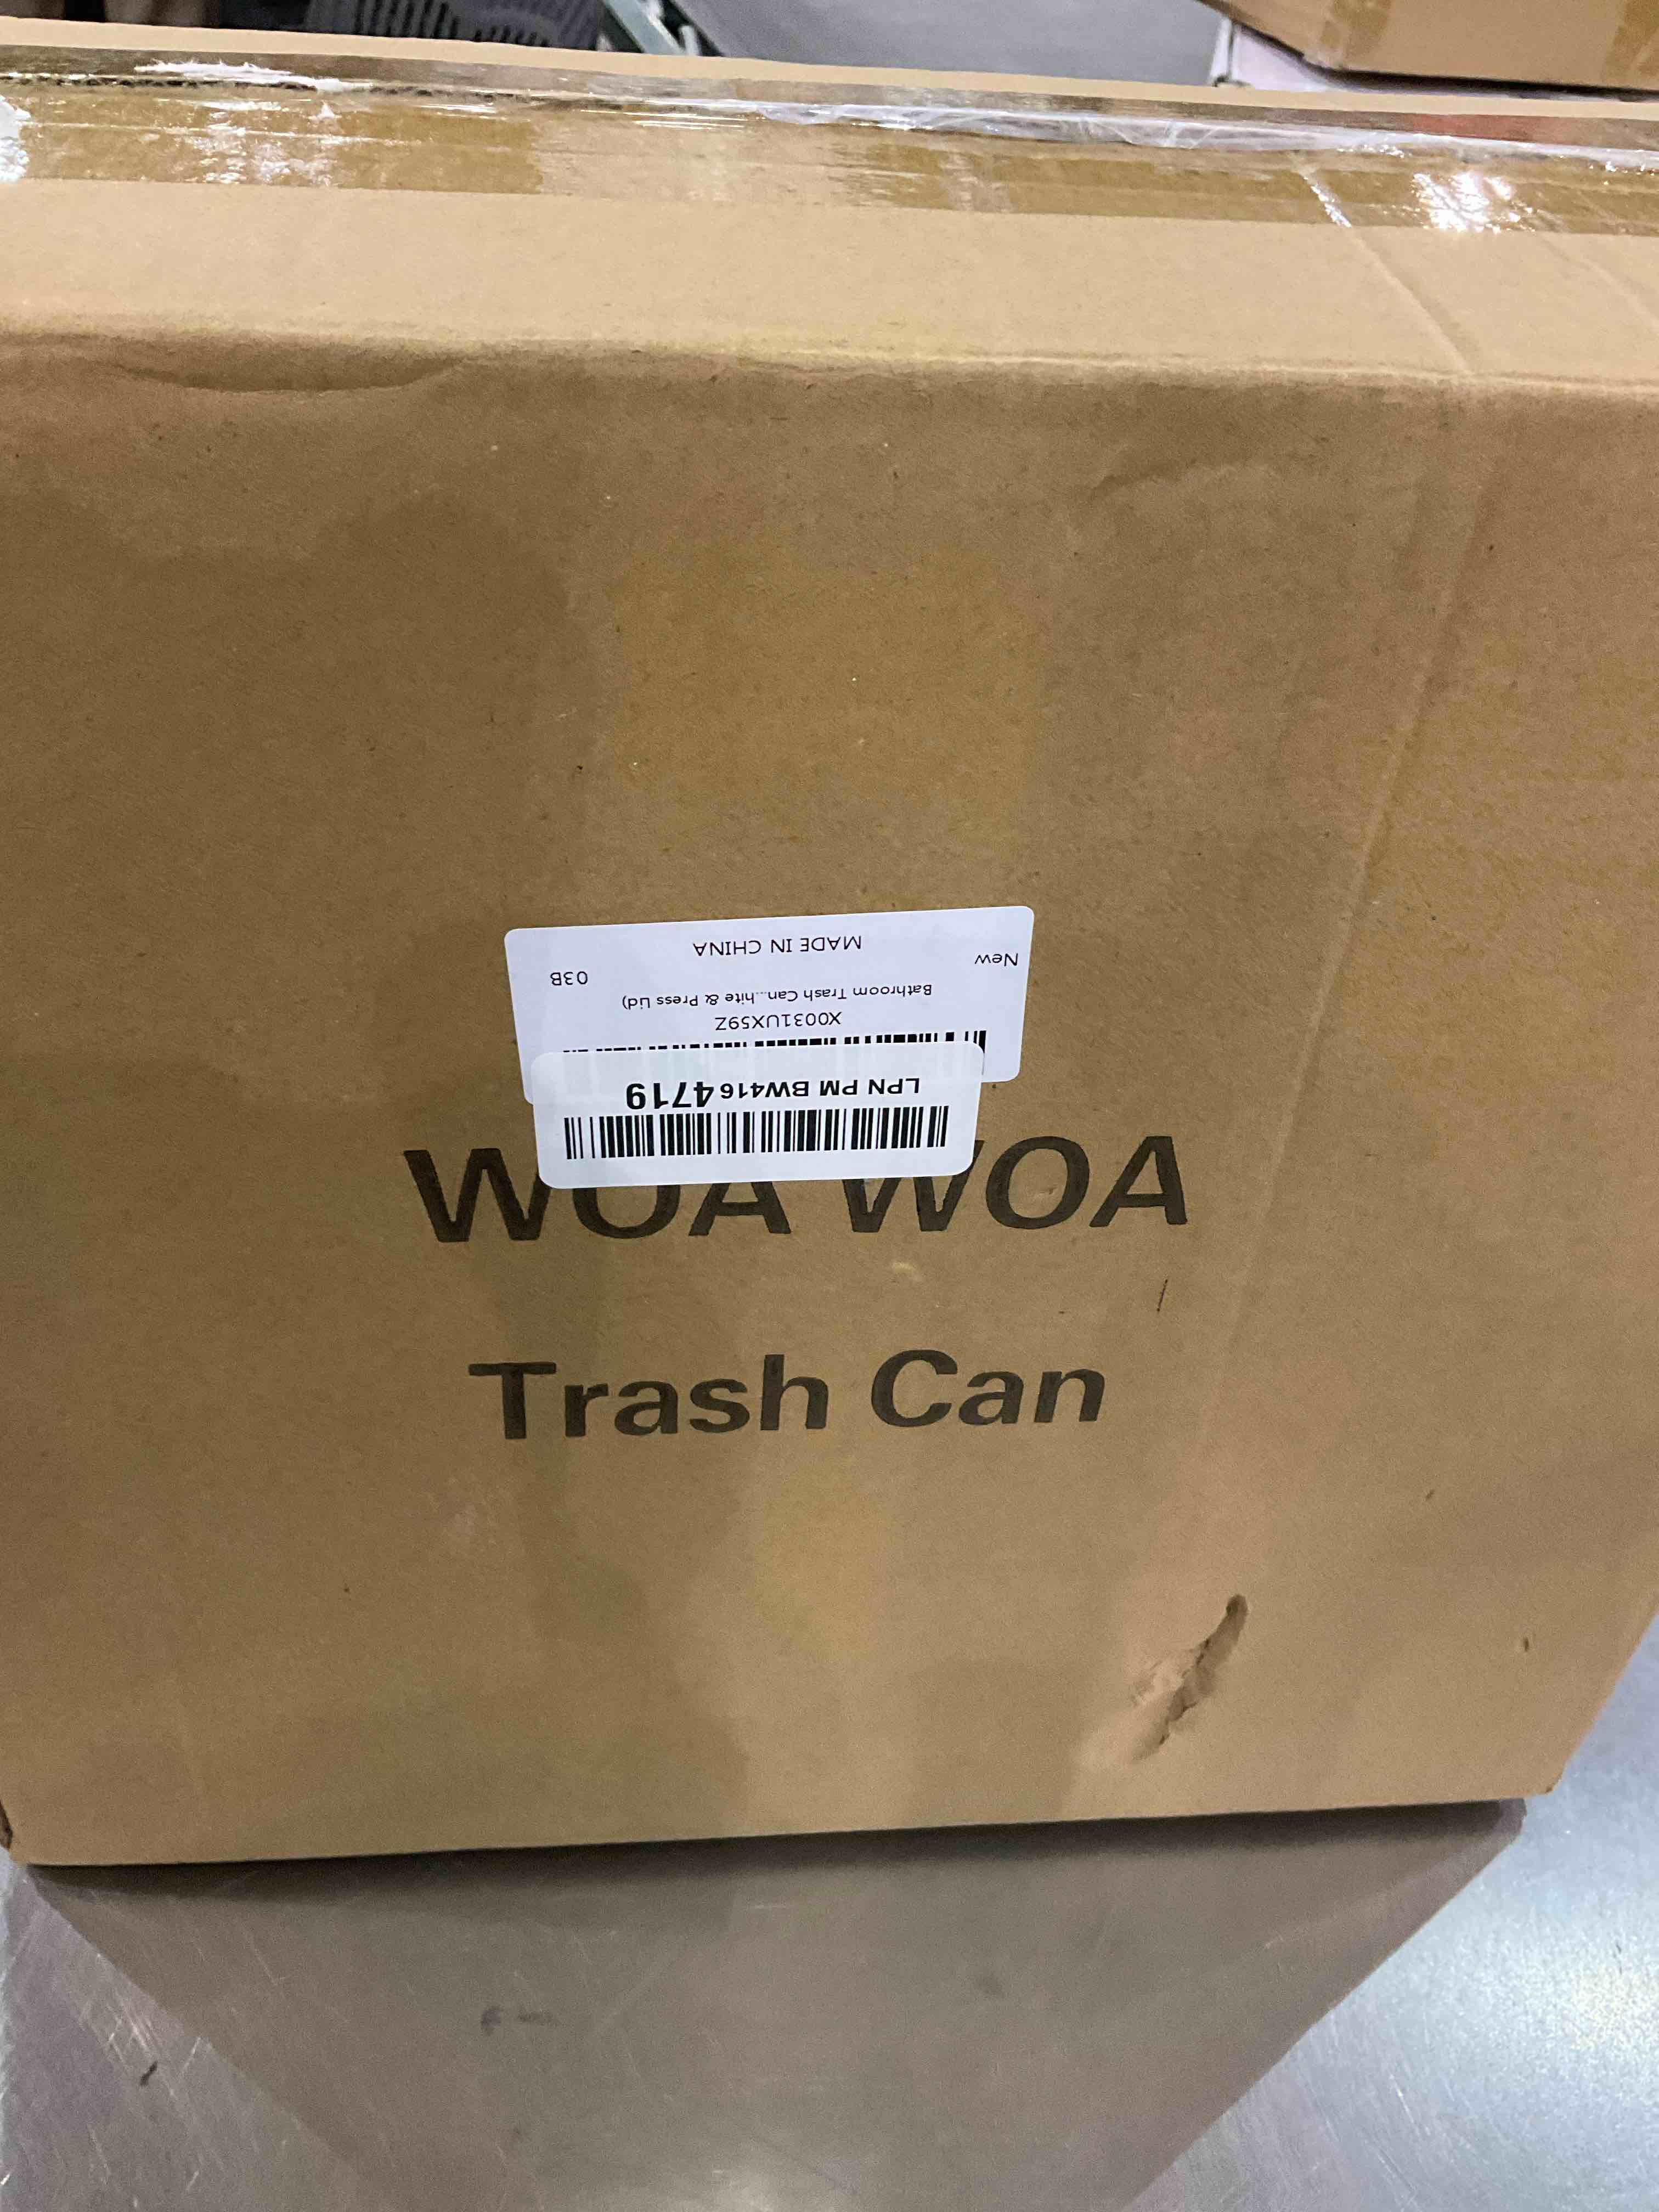 LPN PM BW4164719
X0031UX59Z
Bathroom Trash Can...hite & Press Lid)
New 03B
MADE IN CHINA
WOA WOA
Trash Can